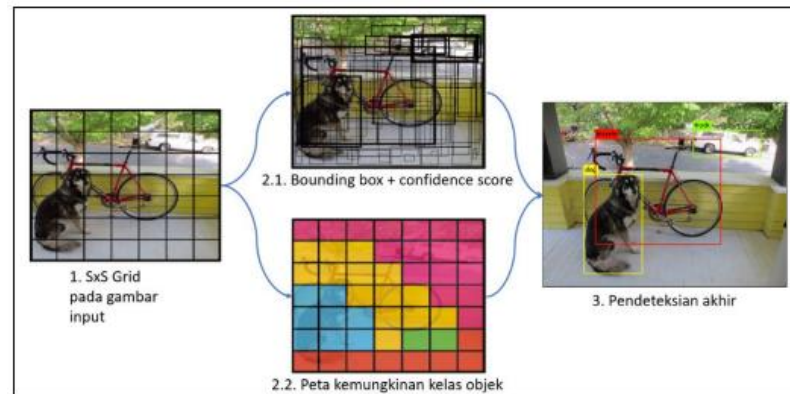 1. SxS Grid
pada gambar
input
2.1. Bounding box + confidence score
2.2. Peta kemungkinan kelas objek
3. Pendeteksian akhir
dog